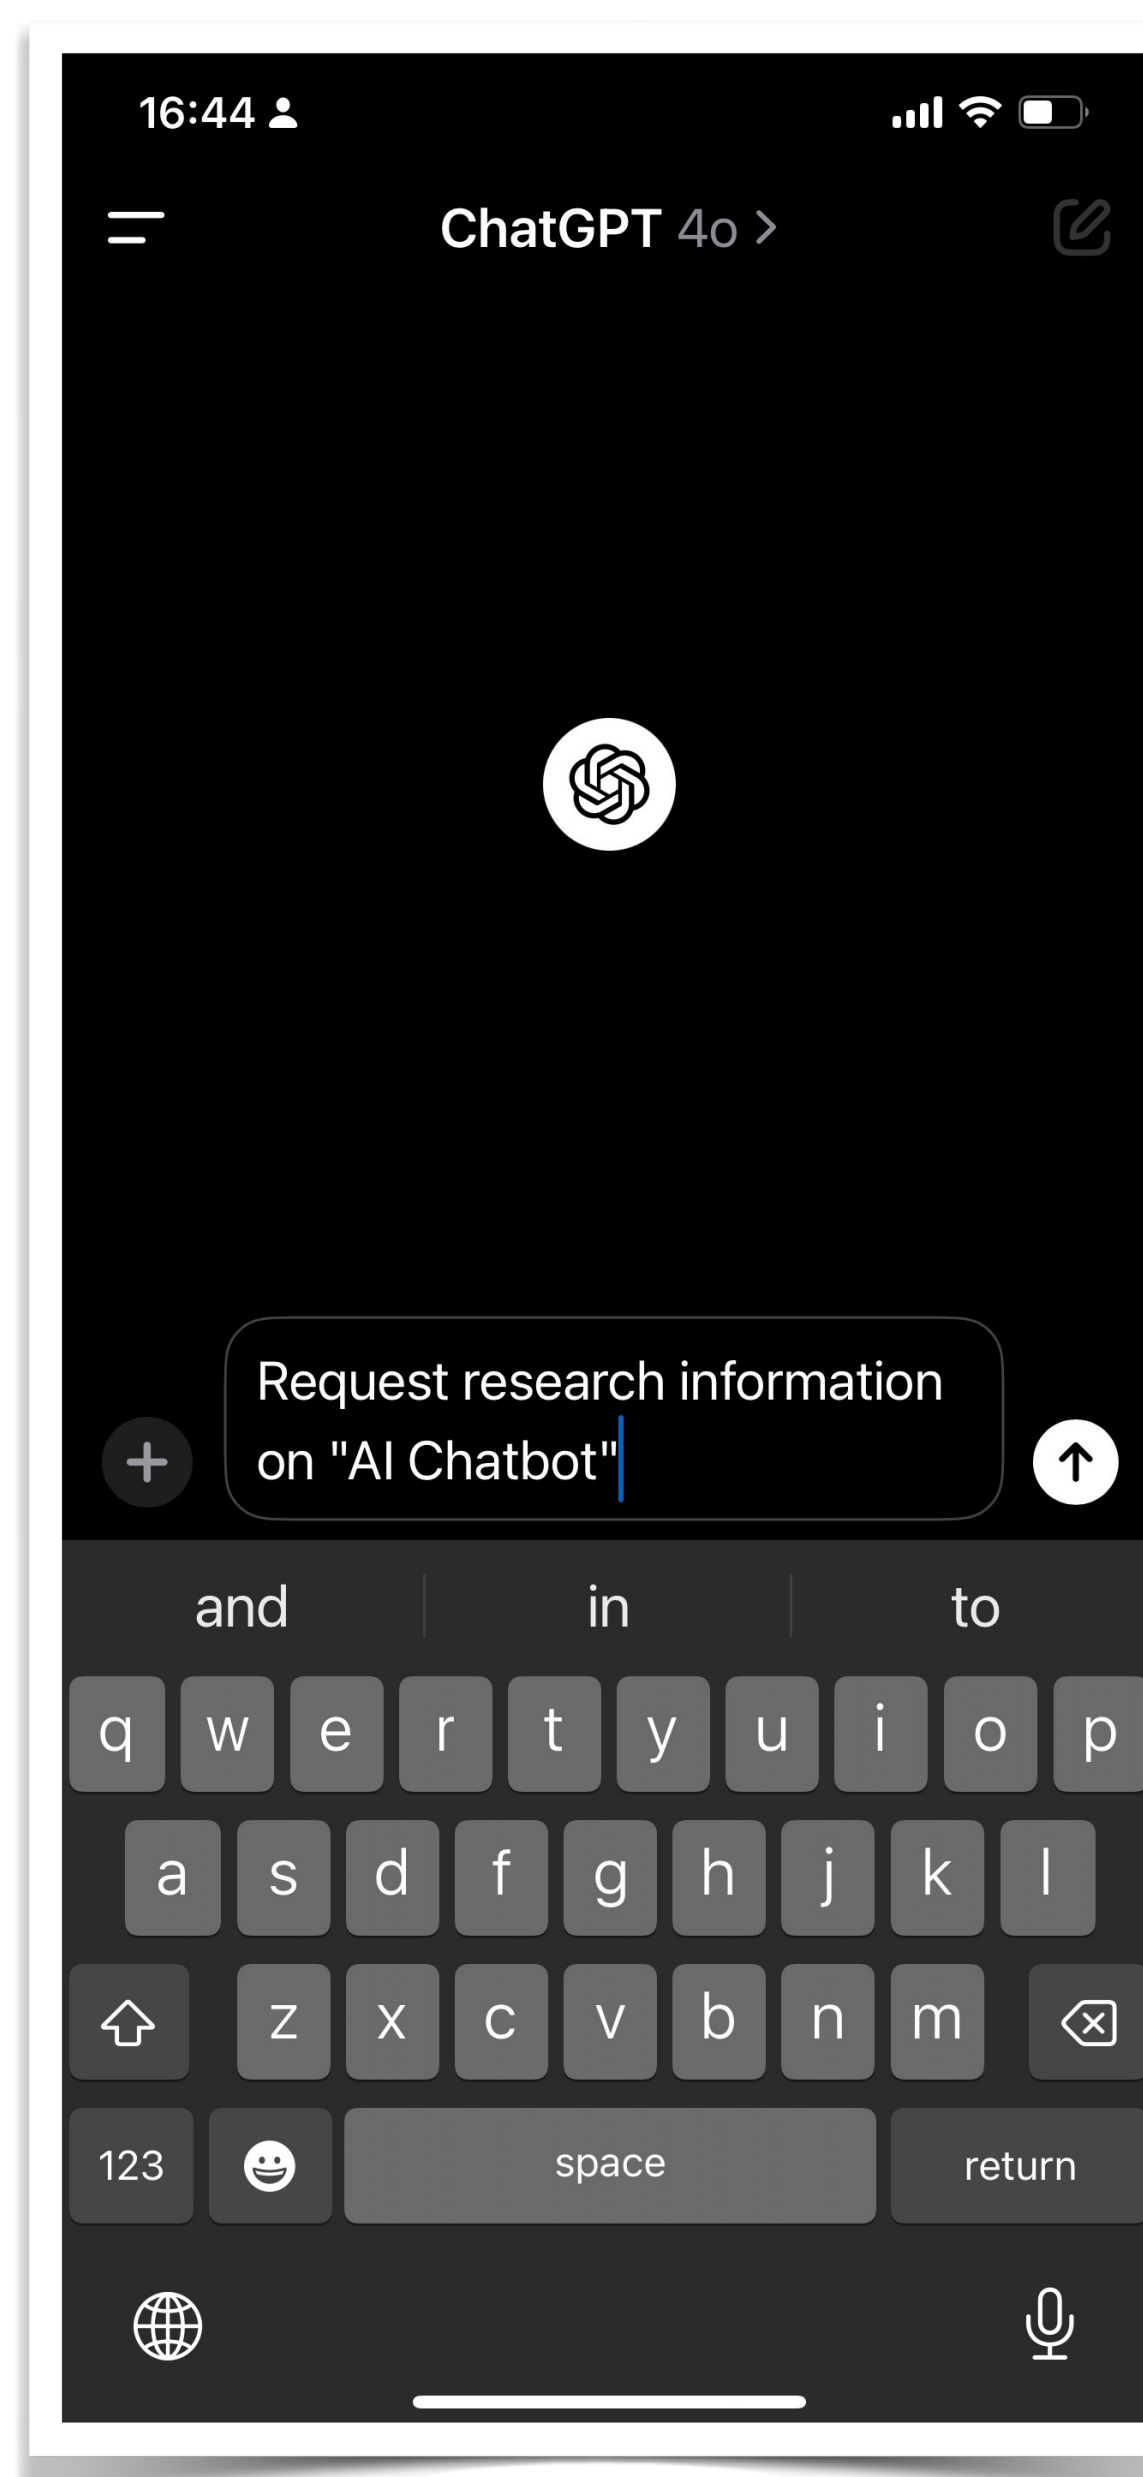 16:44
ChatGPT 4o >
Request research information
on "AI Chatbot"
and in to
q w e r t y u i o p
a s d f g h j k l
z x c v b n m
123 space return